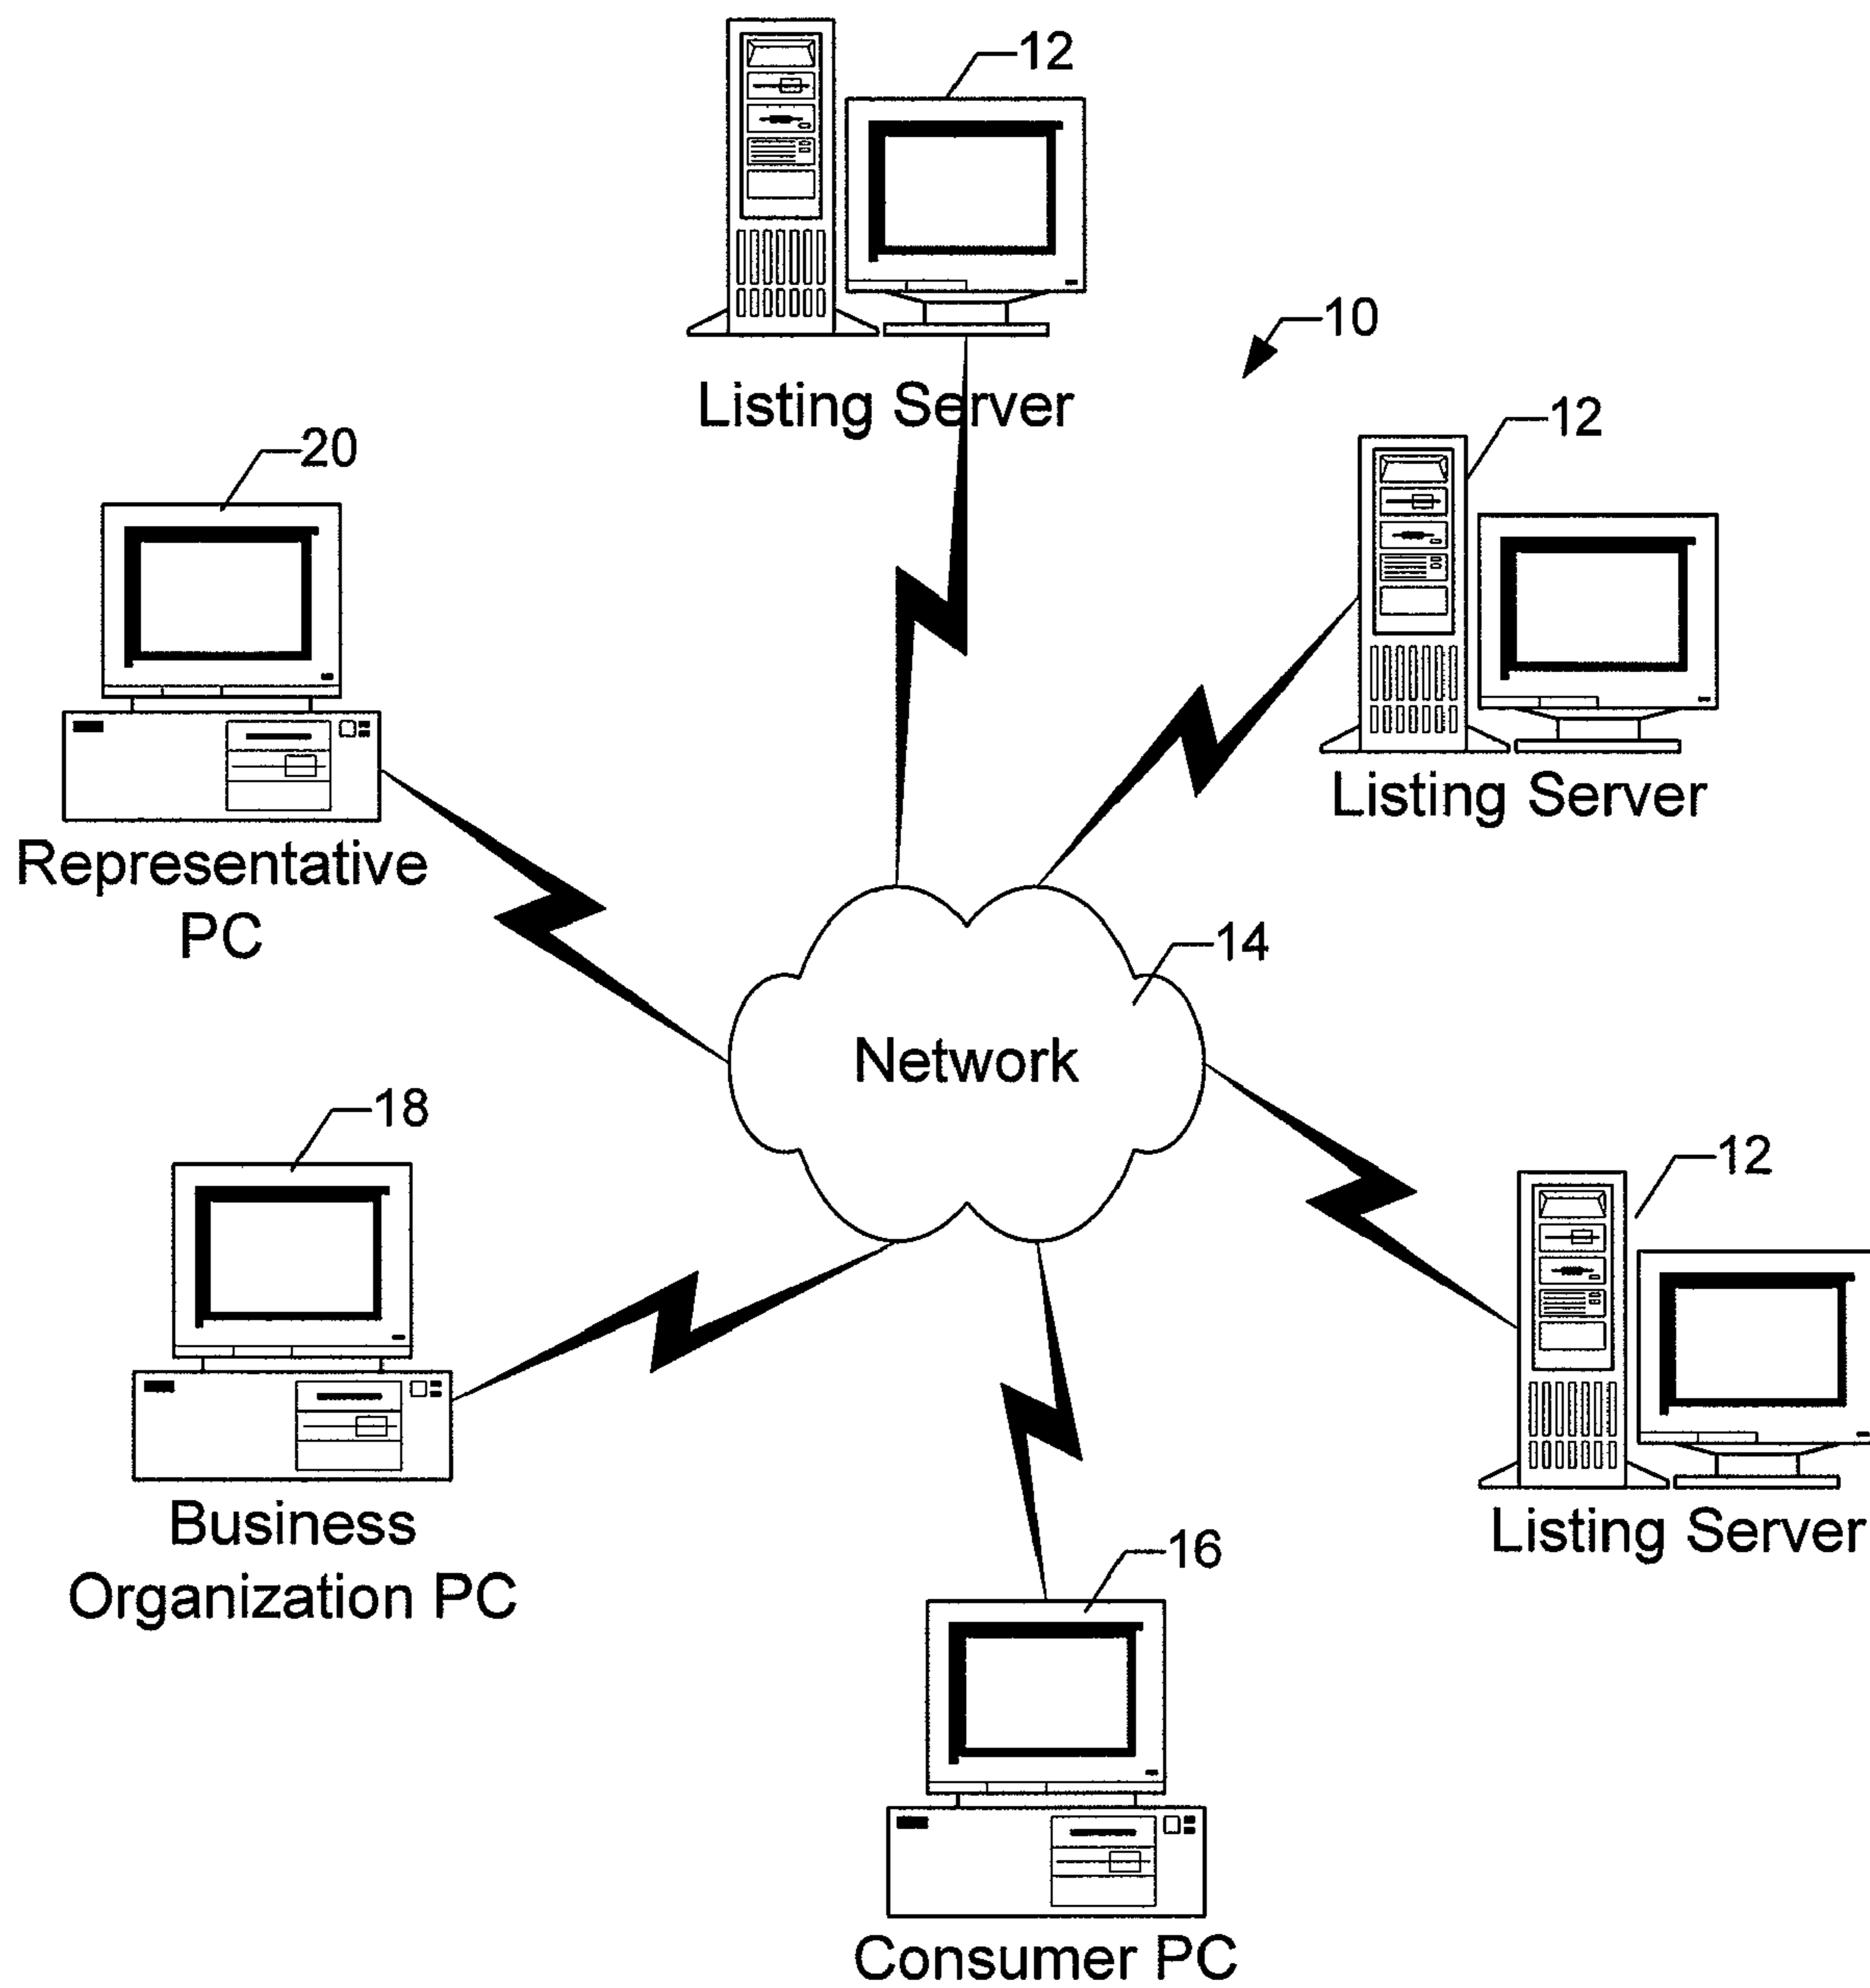 12
Listing Server
10
12
Listing Server
20
Representative
PC
14
Network
18
Business
Organization PC
12
Listing Server
16
Consumer PC